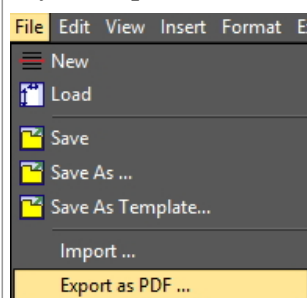 File Edit View Insert Format
New
Load
Save
Save As ...
Save As Template...
Import ...
Export as PDF ...